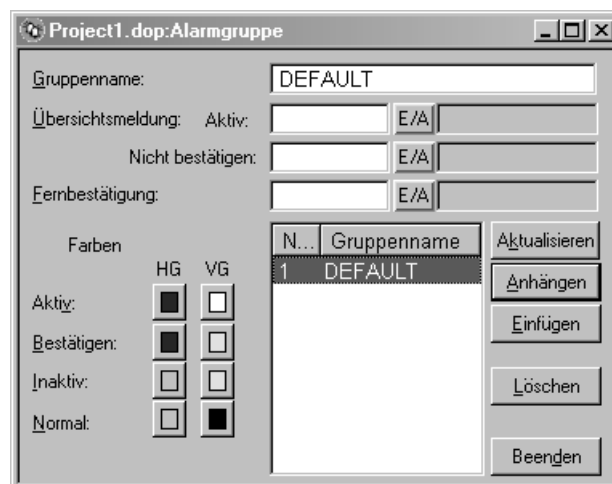 Project1.dop:Alarmgruppe
Gruppenname: DEFAULT
Übersichtsmeldung: Aktiv: E/A
Nicht bestätigen: E/A
Fernbestätigung: E/A
Farben
HG VG
Aktiv:
Bestätigen:
Inaktiv:
Normal:
N... Gruppenname
1 DEFAULT
Aktualisieren
Anhängen
Einfügen
Löschen
Beenden